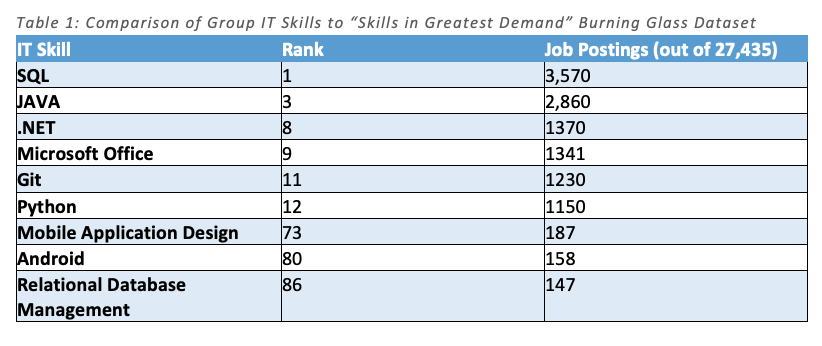 Table 1: Comparison of Group IT Skills to “Skills in Greatest Demand” Burning Glass Dataset
IT Skill Rank Job Postings (out of 27,435)
SQL 1 3,570
JAVA 3 2,860
.NET 8 1370
Microsoft Office 9 1341
Git 11 1230
Python 12 1150
Mobile Application Design 73 187
Android 80 158
Relational Database 86 147
Management